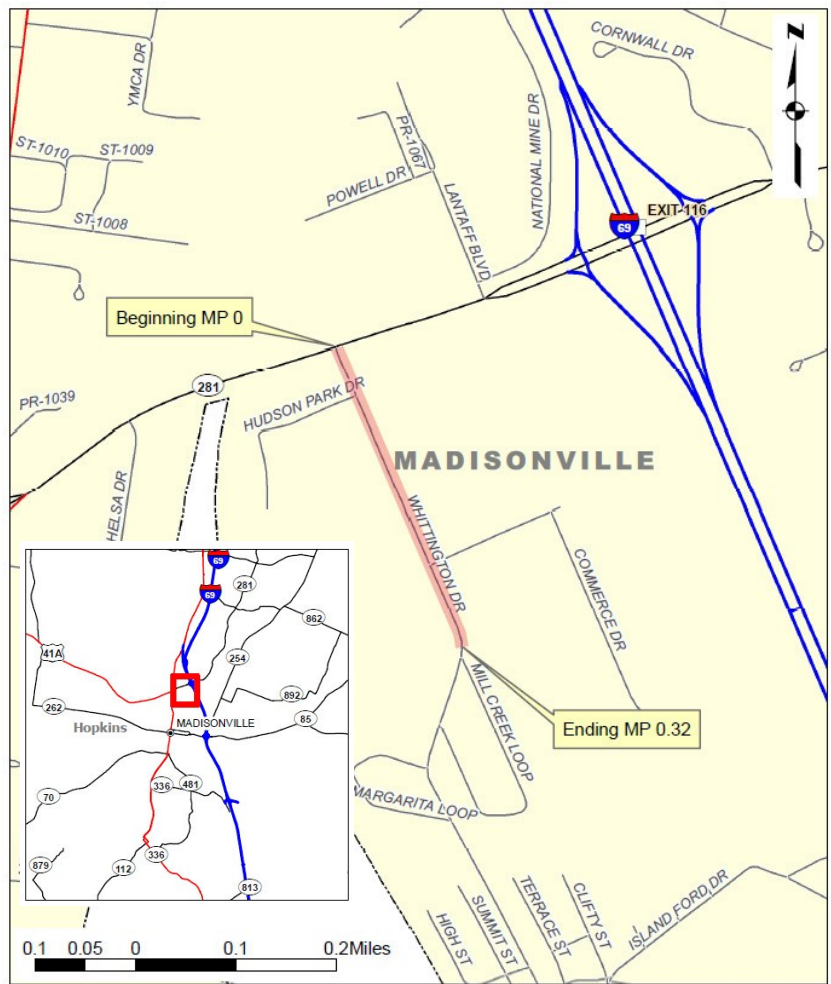 CORNWALL DR
YMCA DR
N
ST-1010
ST-1009
PR-1067
POWELL DR
LANTAFF BLVD
NATIONAL MINE DR
EXIT 116
69
ST-1008
Beginning MP 0
281
PR-1039
HUDSON PARK DR
MADISONVILLE
HELSA DR
WHITTINGTON DR
COMMERCE DR
MILL CREEK LOOP
Ending MP 0.32
MARGARITA LOOP
HIGH ST
SUMMIT ST
TERRACE ST
CLIFTY ST
ISLAND FORD DR
69
69
281
862
41A
254
262
892
Hopkins
MADISONVILLE
85
336
481
70
336
879
112
813
0.1 0.05 0 0.1 0.2Miles